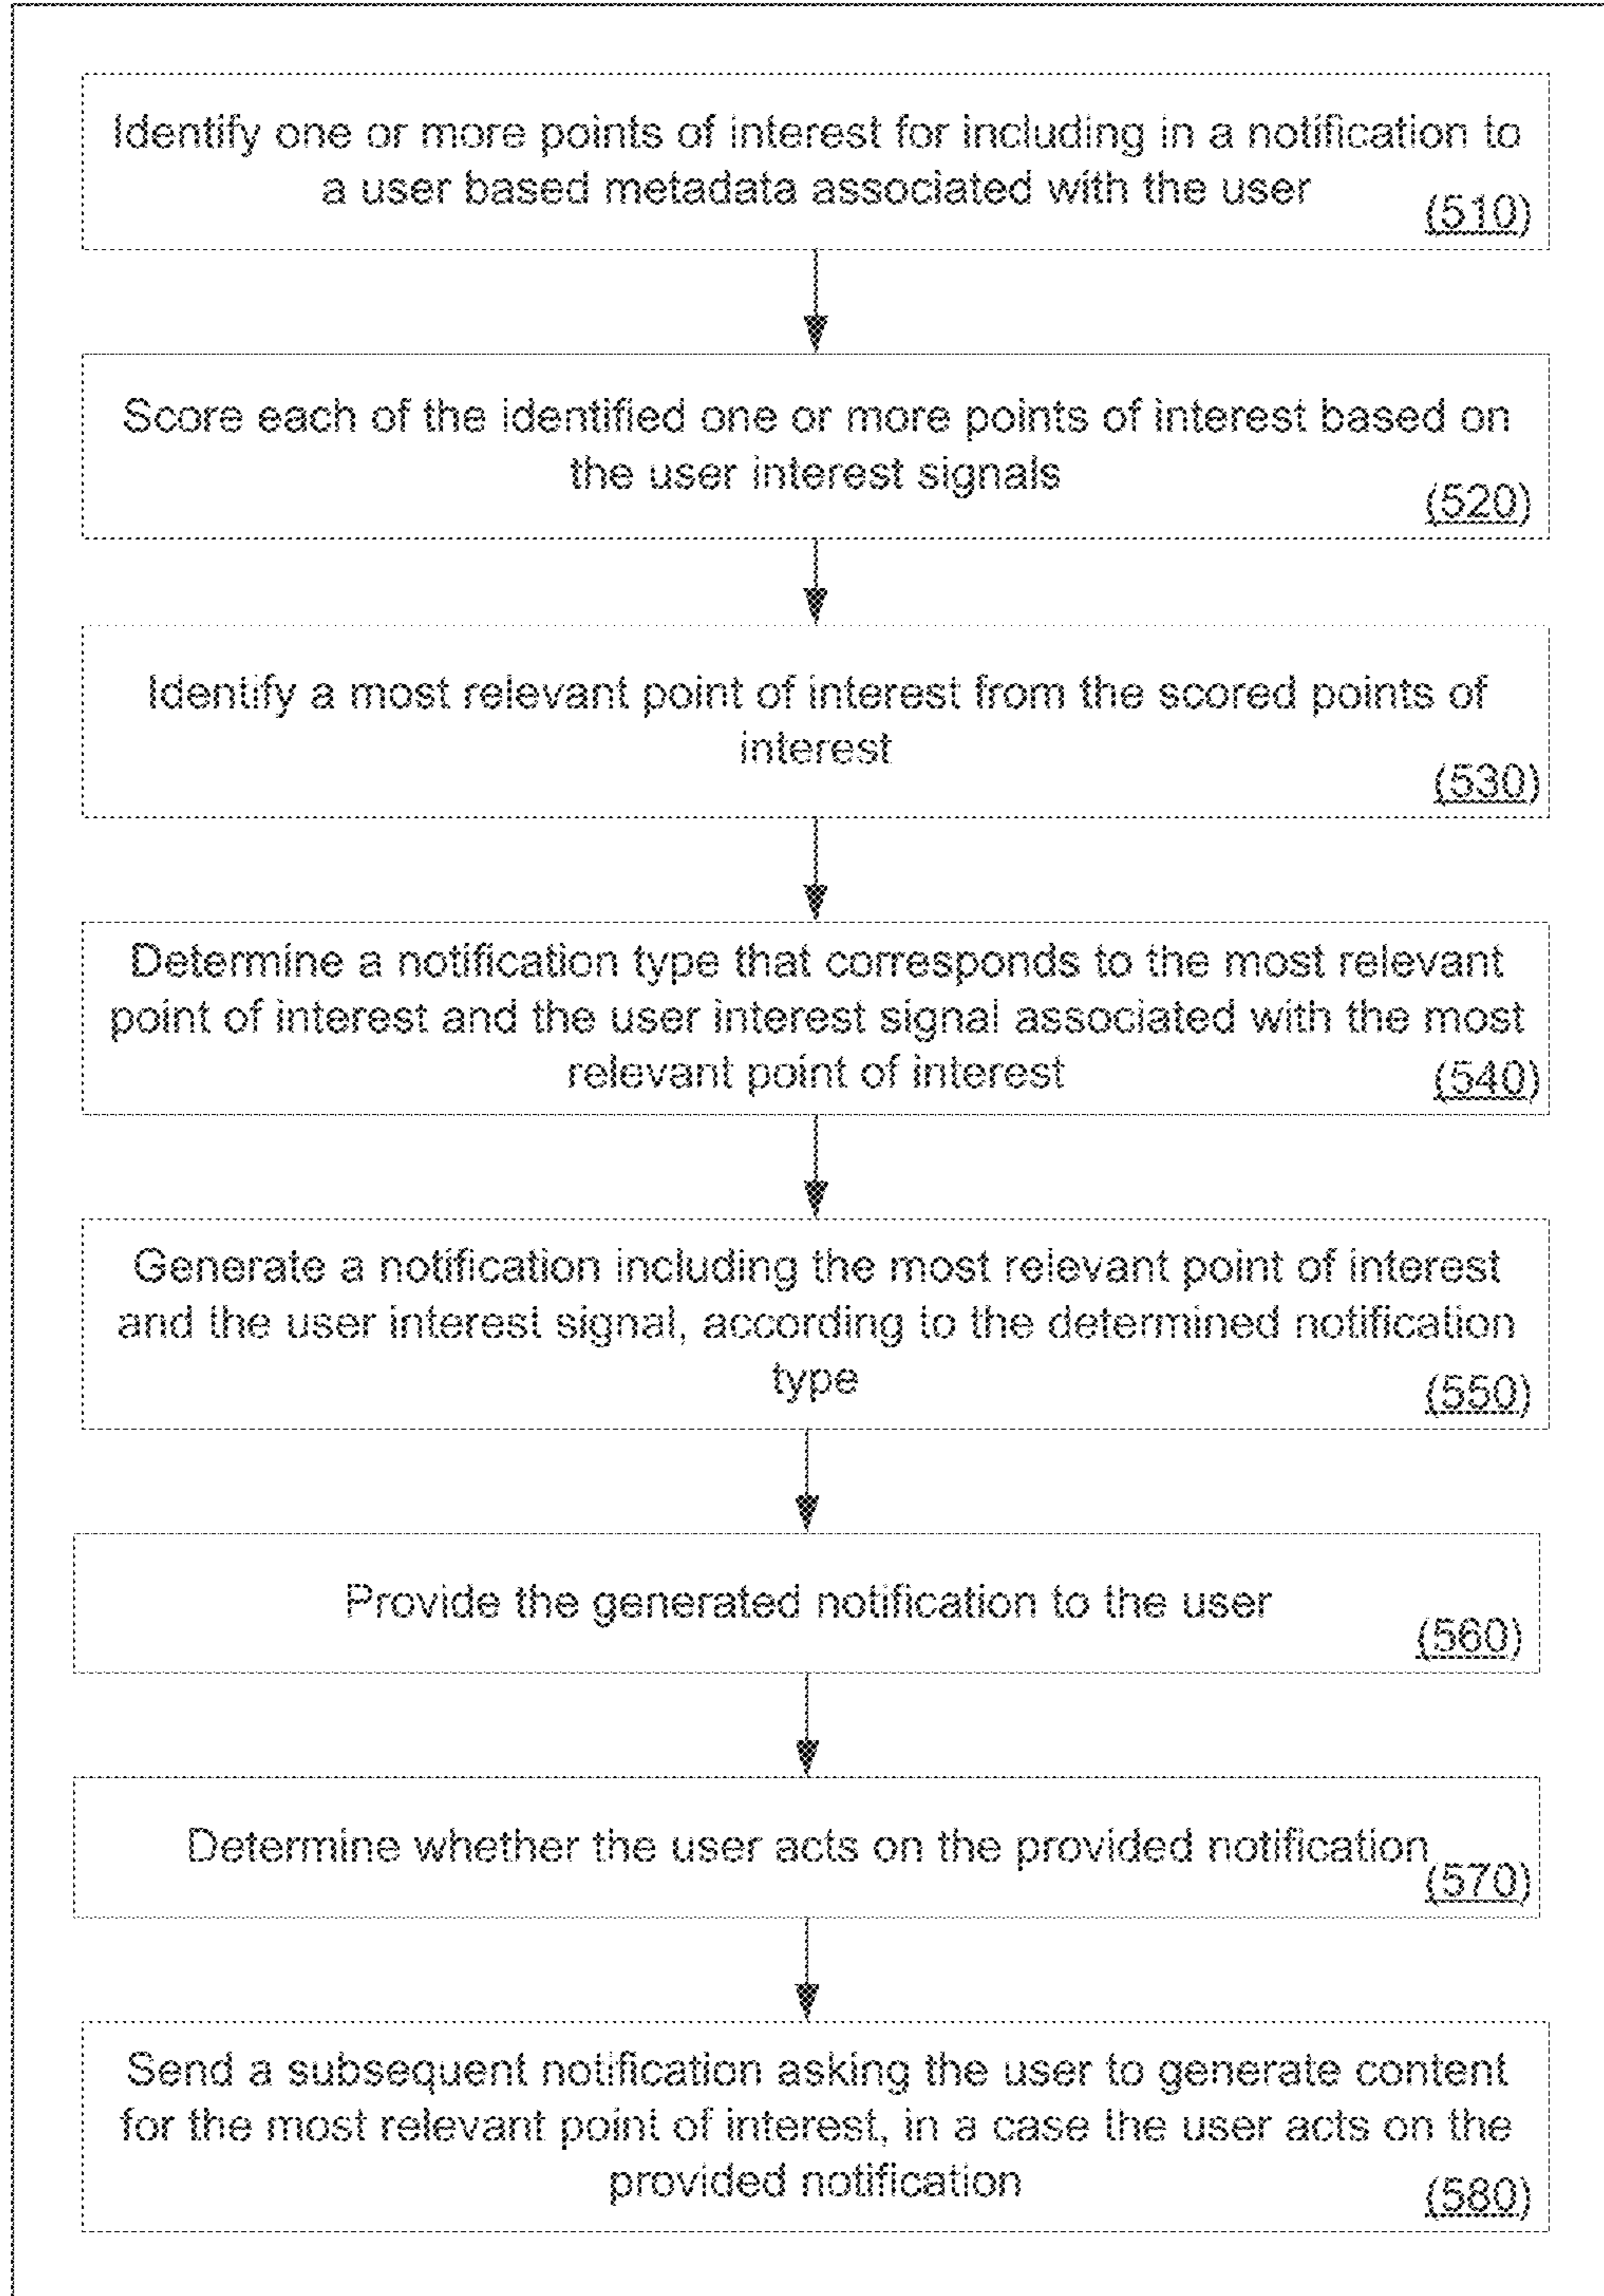 Identify one or more points of interest for including in a notification to
a user based metadata associated with the user
(510)
Score each of the identified one or more points of interest based on
the user interest signals
(520)
Identify a most relevant point of interest from the scored points of
interest
(530)
Determine a notification type that corresponds to the most relevant
point of interest and the user interest signal associated with the most
relevant point of interest
(540)
Generate a notification including the most relevant point of interest
and the user interest signal, according to the determined notification
type
(550)
Provide the generated notification to the user
(560)
Determine whether the user acts on the provided notification
(570)
Send a subsequent notification asking the user to generate content
for the most relevant point of interest, in a case the user acts on the
provided notification
(580)